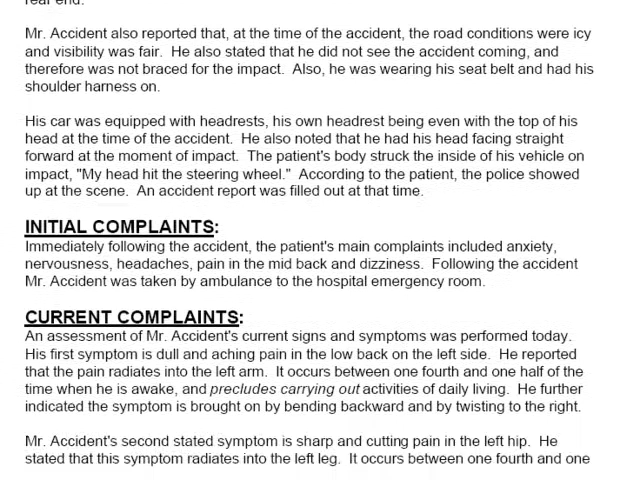 rear end.
Mr. Accident also reported that, at the time of the accident, the road conditions were icy
and visibility was fair.  He also stated that he did not see the accident coming, and
therefore was not braced for the impact.  Also, he was wearing his seat belt and had his
shoulder harness on.
His car was equipped with headrests, his own headrest being even with the top of his
head at the time of the accident.  He also noted that he had his head facing straight
forward at the moment of impact.  The patient's body struck the inside of his vehicle on
impact, "My head hit the steering wheel."  According to the patient, the police showed
up at the scene.  An accident report was filled out at that time.
INITIAL COMPLAINTS:
Immediately following the accident, the patient's main complaints included anxiety,
nervousness, headaches, pain in the mid back and dizziness.  Following the accident
Mr. Accident was taken by ambulance to the hospital emergency room.
CURRENT COMPLAINTS:
An assessment of Mr. Accident's current signs and symptoms was performed today.
His first symptom is dull and aching pain in the low back on the left side.  He reported
that the pain radiates into the left arm.  It occurs between one fourth and one half of the
time when he is awake, and precludes carrying out activities of daily living.  He further
indicated the symptom is brought on by bending backward and by twisting to the right.
Mr. Accident's second stated symptom is sharp and cutting pain in the left hip.  He
stated that this symptom radiates into the left leg.  It occurs between one fourth and one